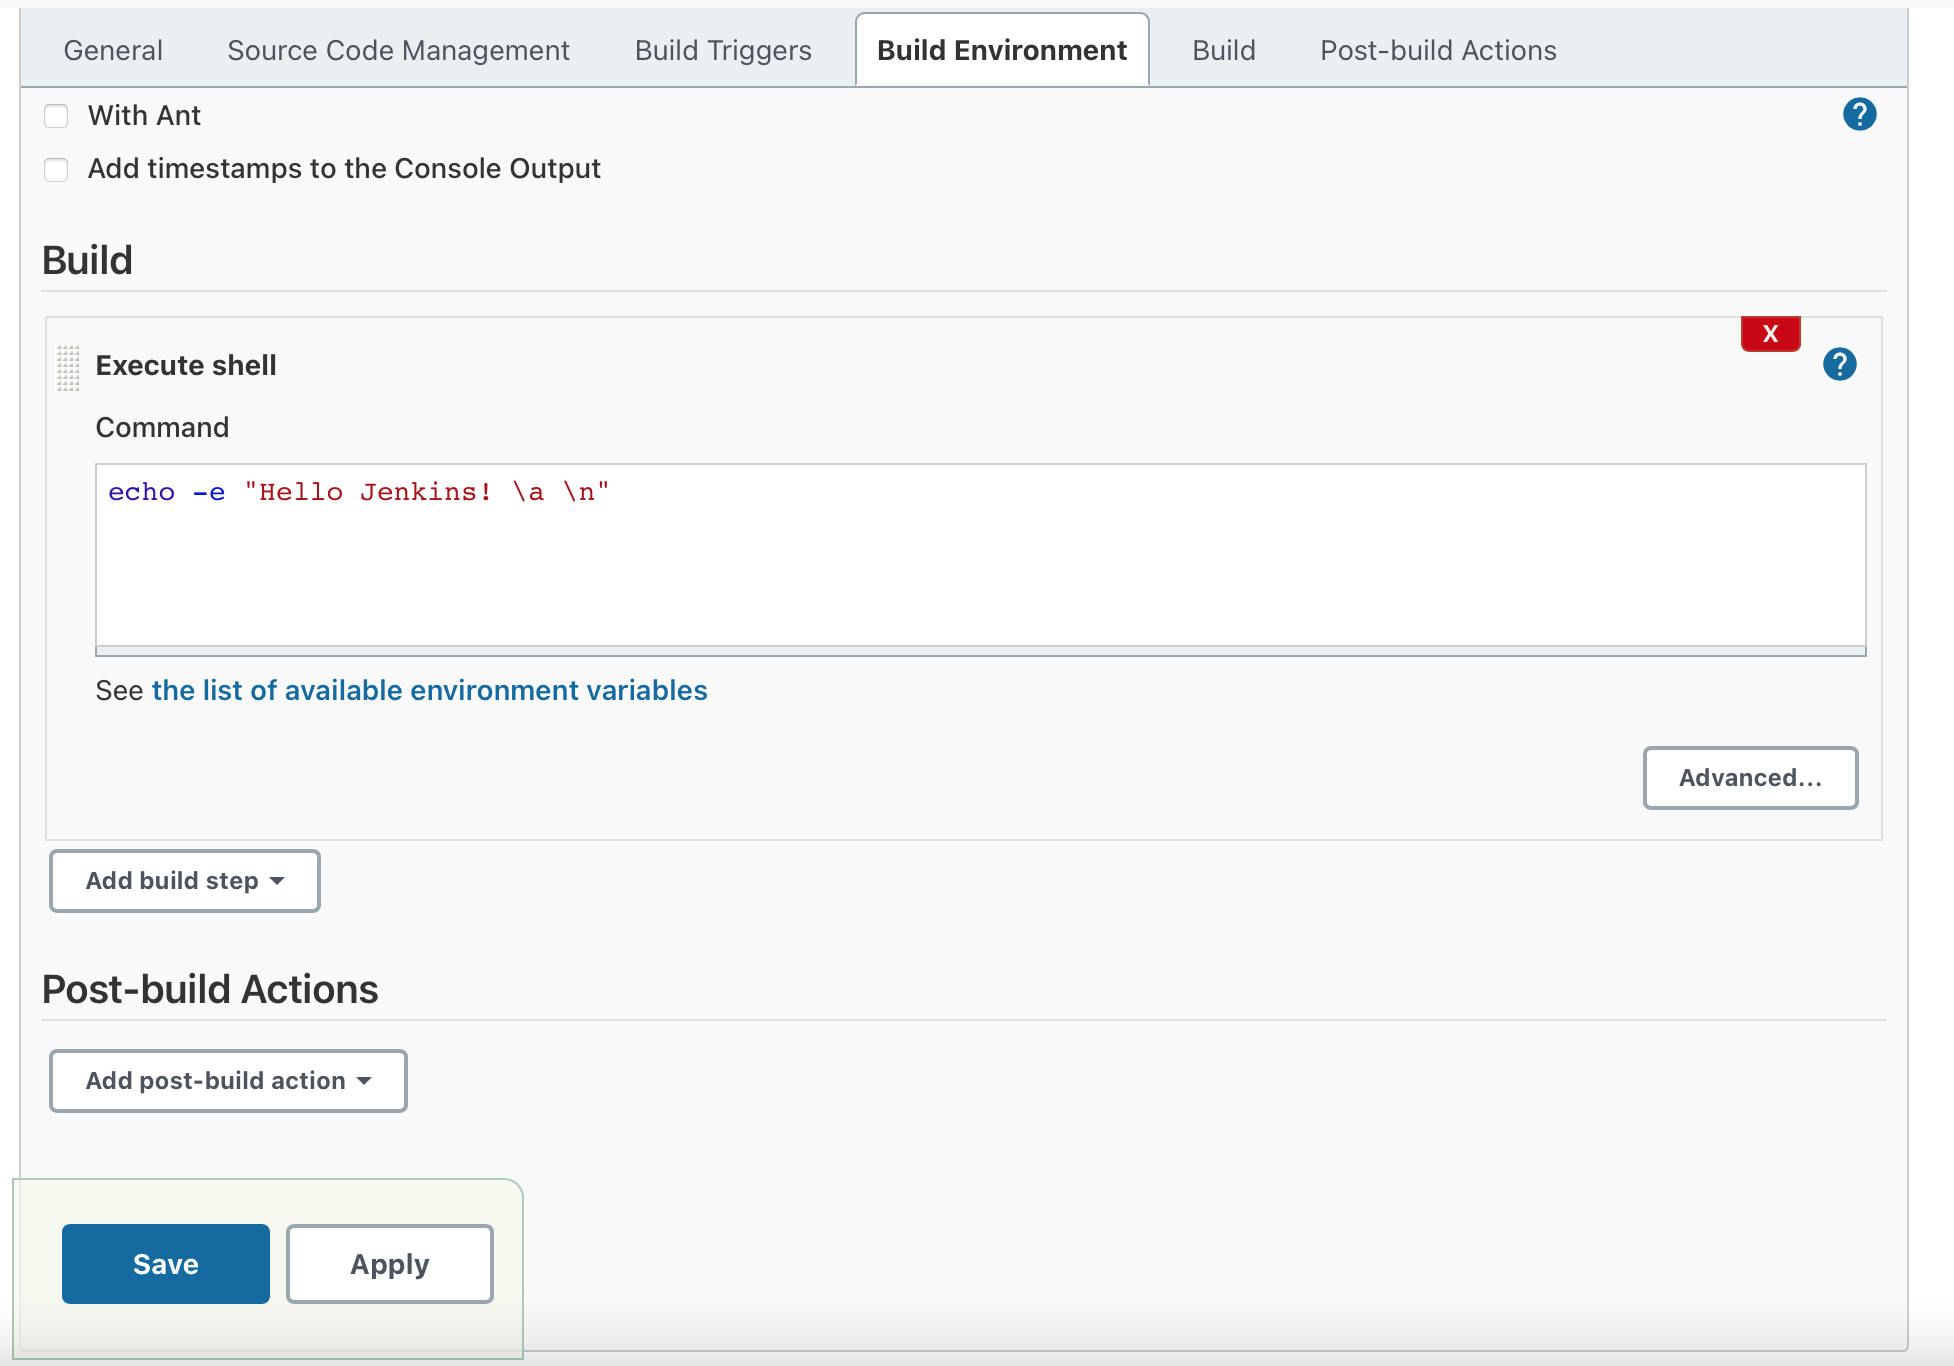 General Source Code Management Build Triggers Build Environment Build Post-build Actions
With Ant ?
Add timestamps to the Console Output
Build
X
Execute shell ?
Command
echo -e "Hello Jenkins! \a \n"
See the list of available environment variables
Advanced...
Add build step
Post-build Actions
Add post-build action
Save Apply